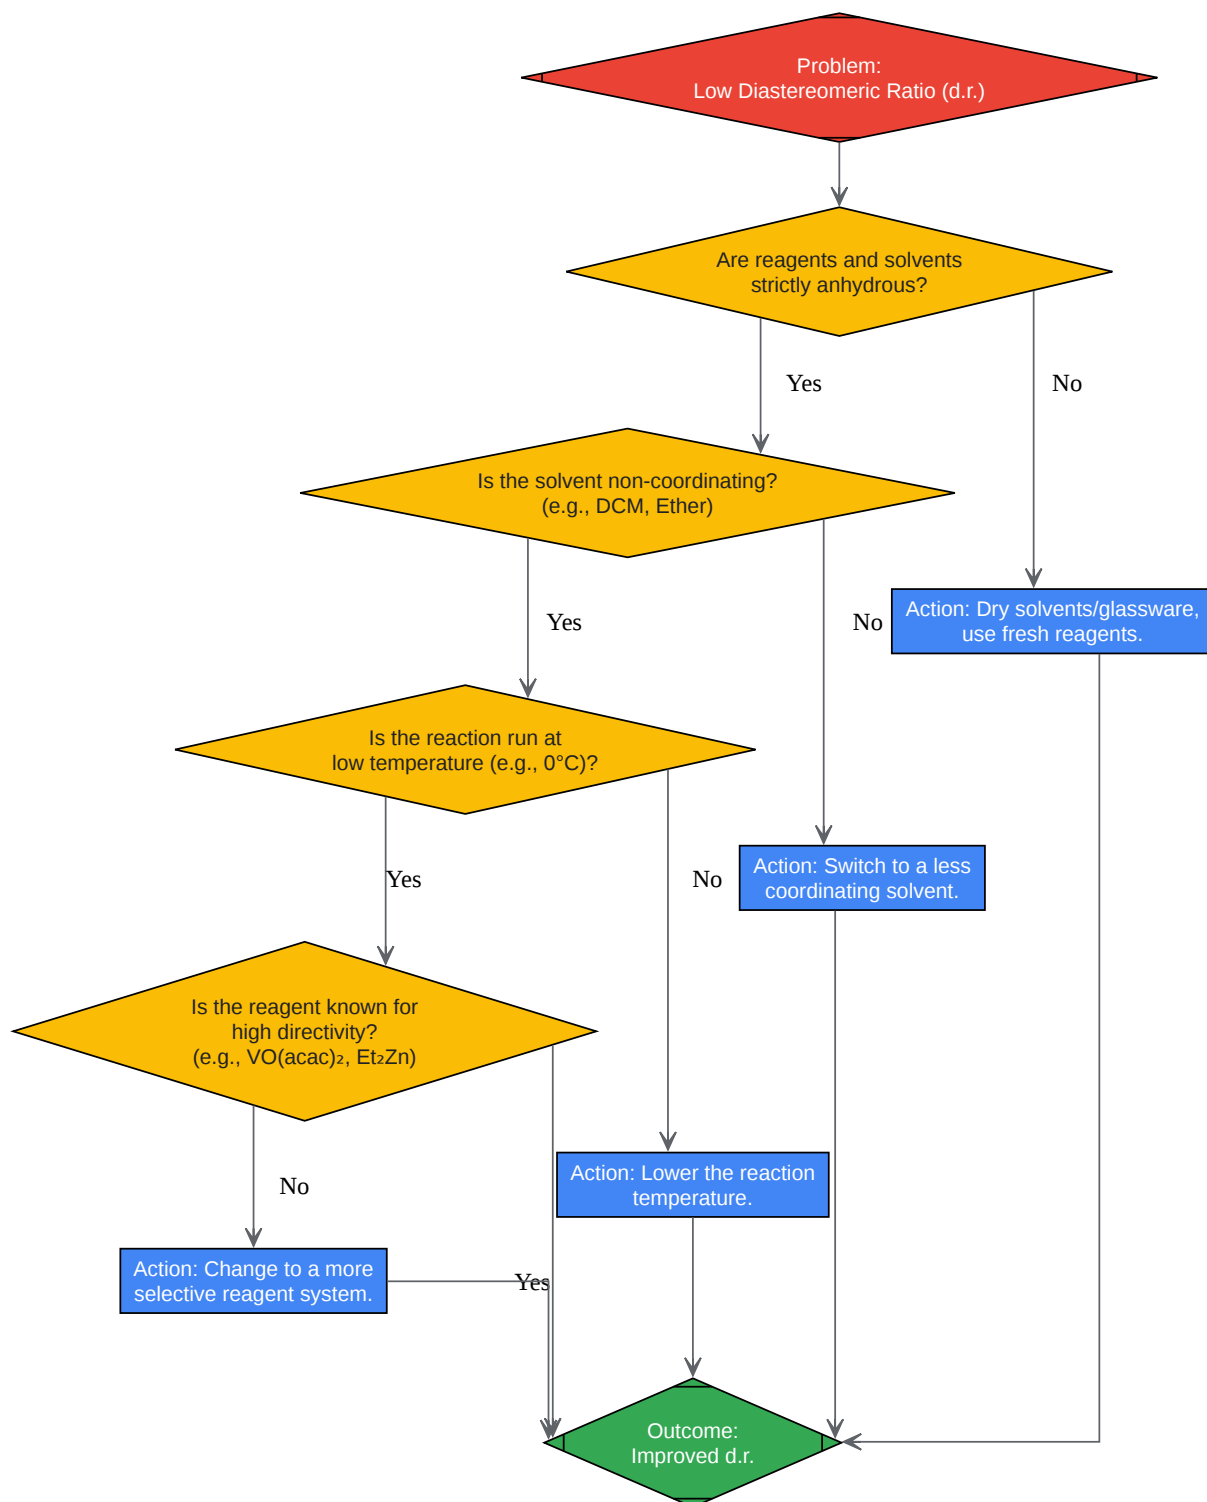 Problem:
Low Diastereomeric Ratio (d.r.)
Are reagents and solvents
strictly anhydrous?
Yes
No
Is the solvent non-coordinating?
(e.g., DCM, Ether)
Yes
No
Action: Dry solvents/glassware,
use fresh reagents.
Is the reaction run at
low temperature (e.g., 0°C)?
Yes
No
Action: Switch to a less
coordinating solvent.
Is the reagent known for
high directivity?
(e.g., VO(acac)₂, Et₂Zn)
No
Action: Lower the reaction
temperature.
Action: Change to a more
selective reagent system.
Yes
Outcome:
Improved d.r.